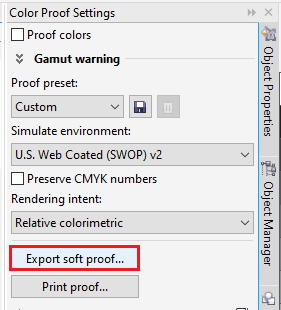 Color Proof Settings
Proof colors
Gamut warning
Proof preset:
Custom
Simulate environment:
U.S. Web Coated (SWOP) v2
Preserve CMYK numbers
Rendering intent:
Relative colorimetric
Export soft proof...
Print proof...
Object Properties
Object Manager